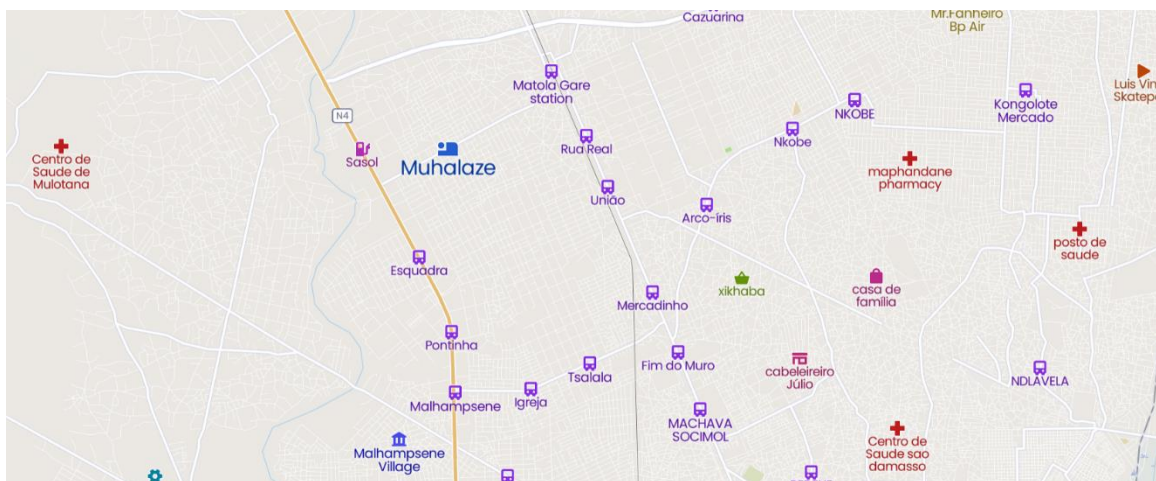 Cazuarina
Mr.Fanheiro
Bp Air
Matola Gare
station
NKOBE
Kongolote
Mercado
Luis Vin
Skatep
N4
Nkobe
Rua Real
Sasol
Muhalaze
Centro de
Saude de
Mulotana
maphandane
pharmacy
União
Arco-íris
posto de
saude
Esquadra
xikhaba
casa de
família
Mercadinho
Pontinha
Fim do Muro
Tsalala
cabeleireiro
Júlio
NDLAVELA
Malhampsene
Igreja
MACHAVA
SOCIMOL
Centro de
Saude sao
damasso
Malhampsene
Village